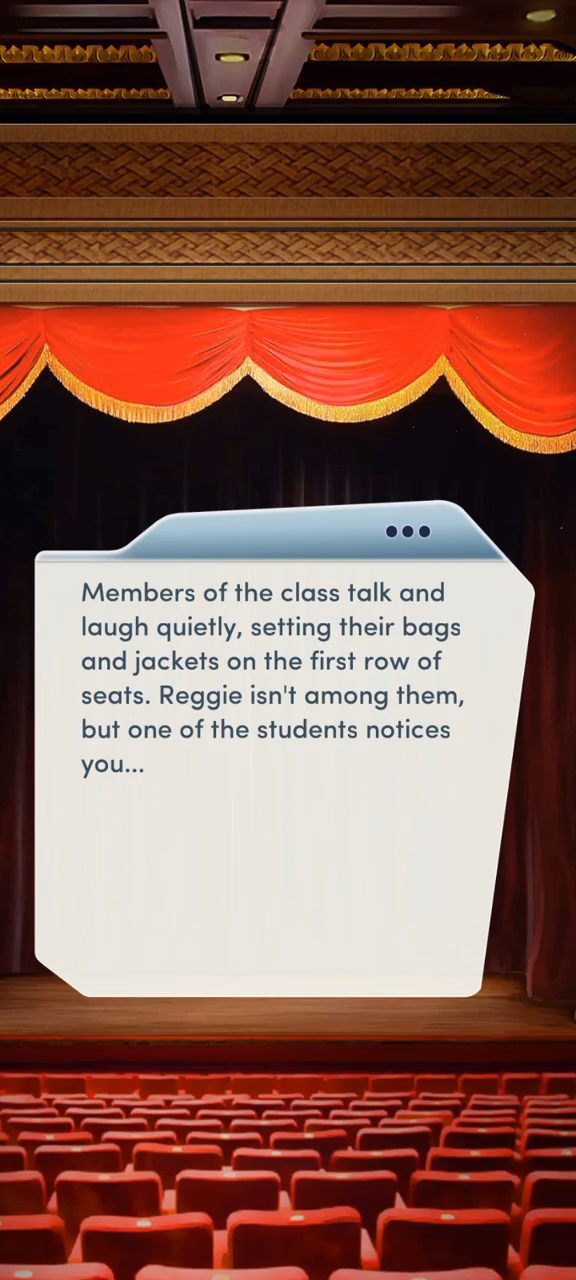 Members of the class talk and
laugh quietly, setting their bags
and jackets on the first row of
seats. Reggie isn't among them,
but one of the students notices
you...